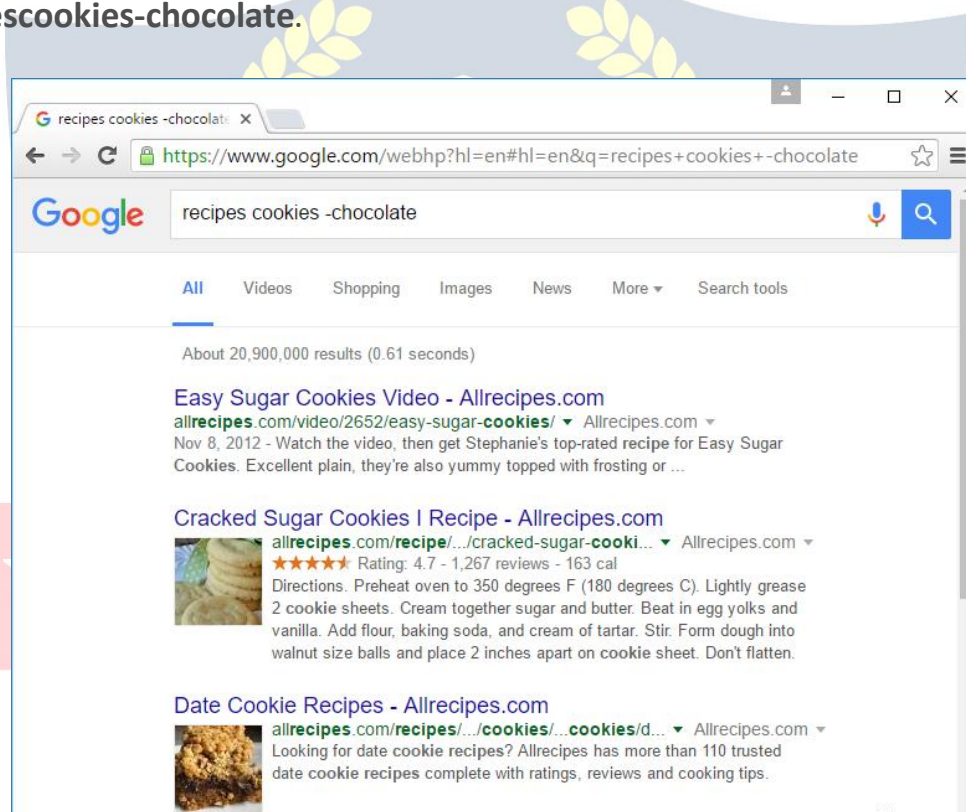 escookies-chocolate.
recipes cookies -chocolate
https://www.google.com/webhp?hl=en#hl=en&q=recipes+cookies+-chocolate
Google
recipes cookies -chocolate
All Videos Shopping Images News More Search tools
About 20,900,000 results (0.61 seconds)
Easy Sugar Cookies Video - Allrecipes.com
allrecipes.com/video/2652/easy-sugar-cookies/ Allrecipes.com
Nov 8, 2012 - Watch the video, then get Stephanie's top-rated recipe for Easy Sugar
Cookies. Excellent plain, they're also yummy topped with frosting or ...
Cracked Sugar Cookies I Recipe - Allrecipes.com
allrecipes.com/recipe/.../cracked-sugar-cooki... Allrecipes.com
Rating: 4.7 - 1,267 reviews - 163 cal
Directions. Preheat oven to 350 degrees F (180 degrees C). Lightly grease
2 cookie sheets. Cream together sugar and butter. Beat in egg yolks and
vanilla. Add flour, baking soda, and cream of tartar. Stir. Form dough into
walnut size balls and place 2 inches apart on cookie sheet. Don't flatten.
Date Cookie Recipes - Allrecipes.com
allrecipes.com/recipes/.../cookies/...cookies/d... Allrecipes.com
Looking for date cookie recipes? Allrecipes has more than 110 trusted
date cookie recipes complete with ratings, reviews and cooking tips.